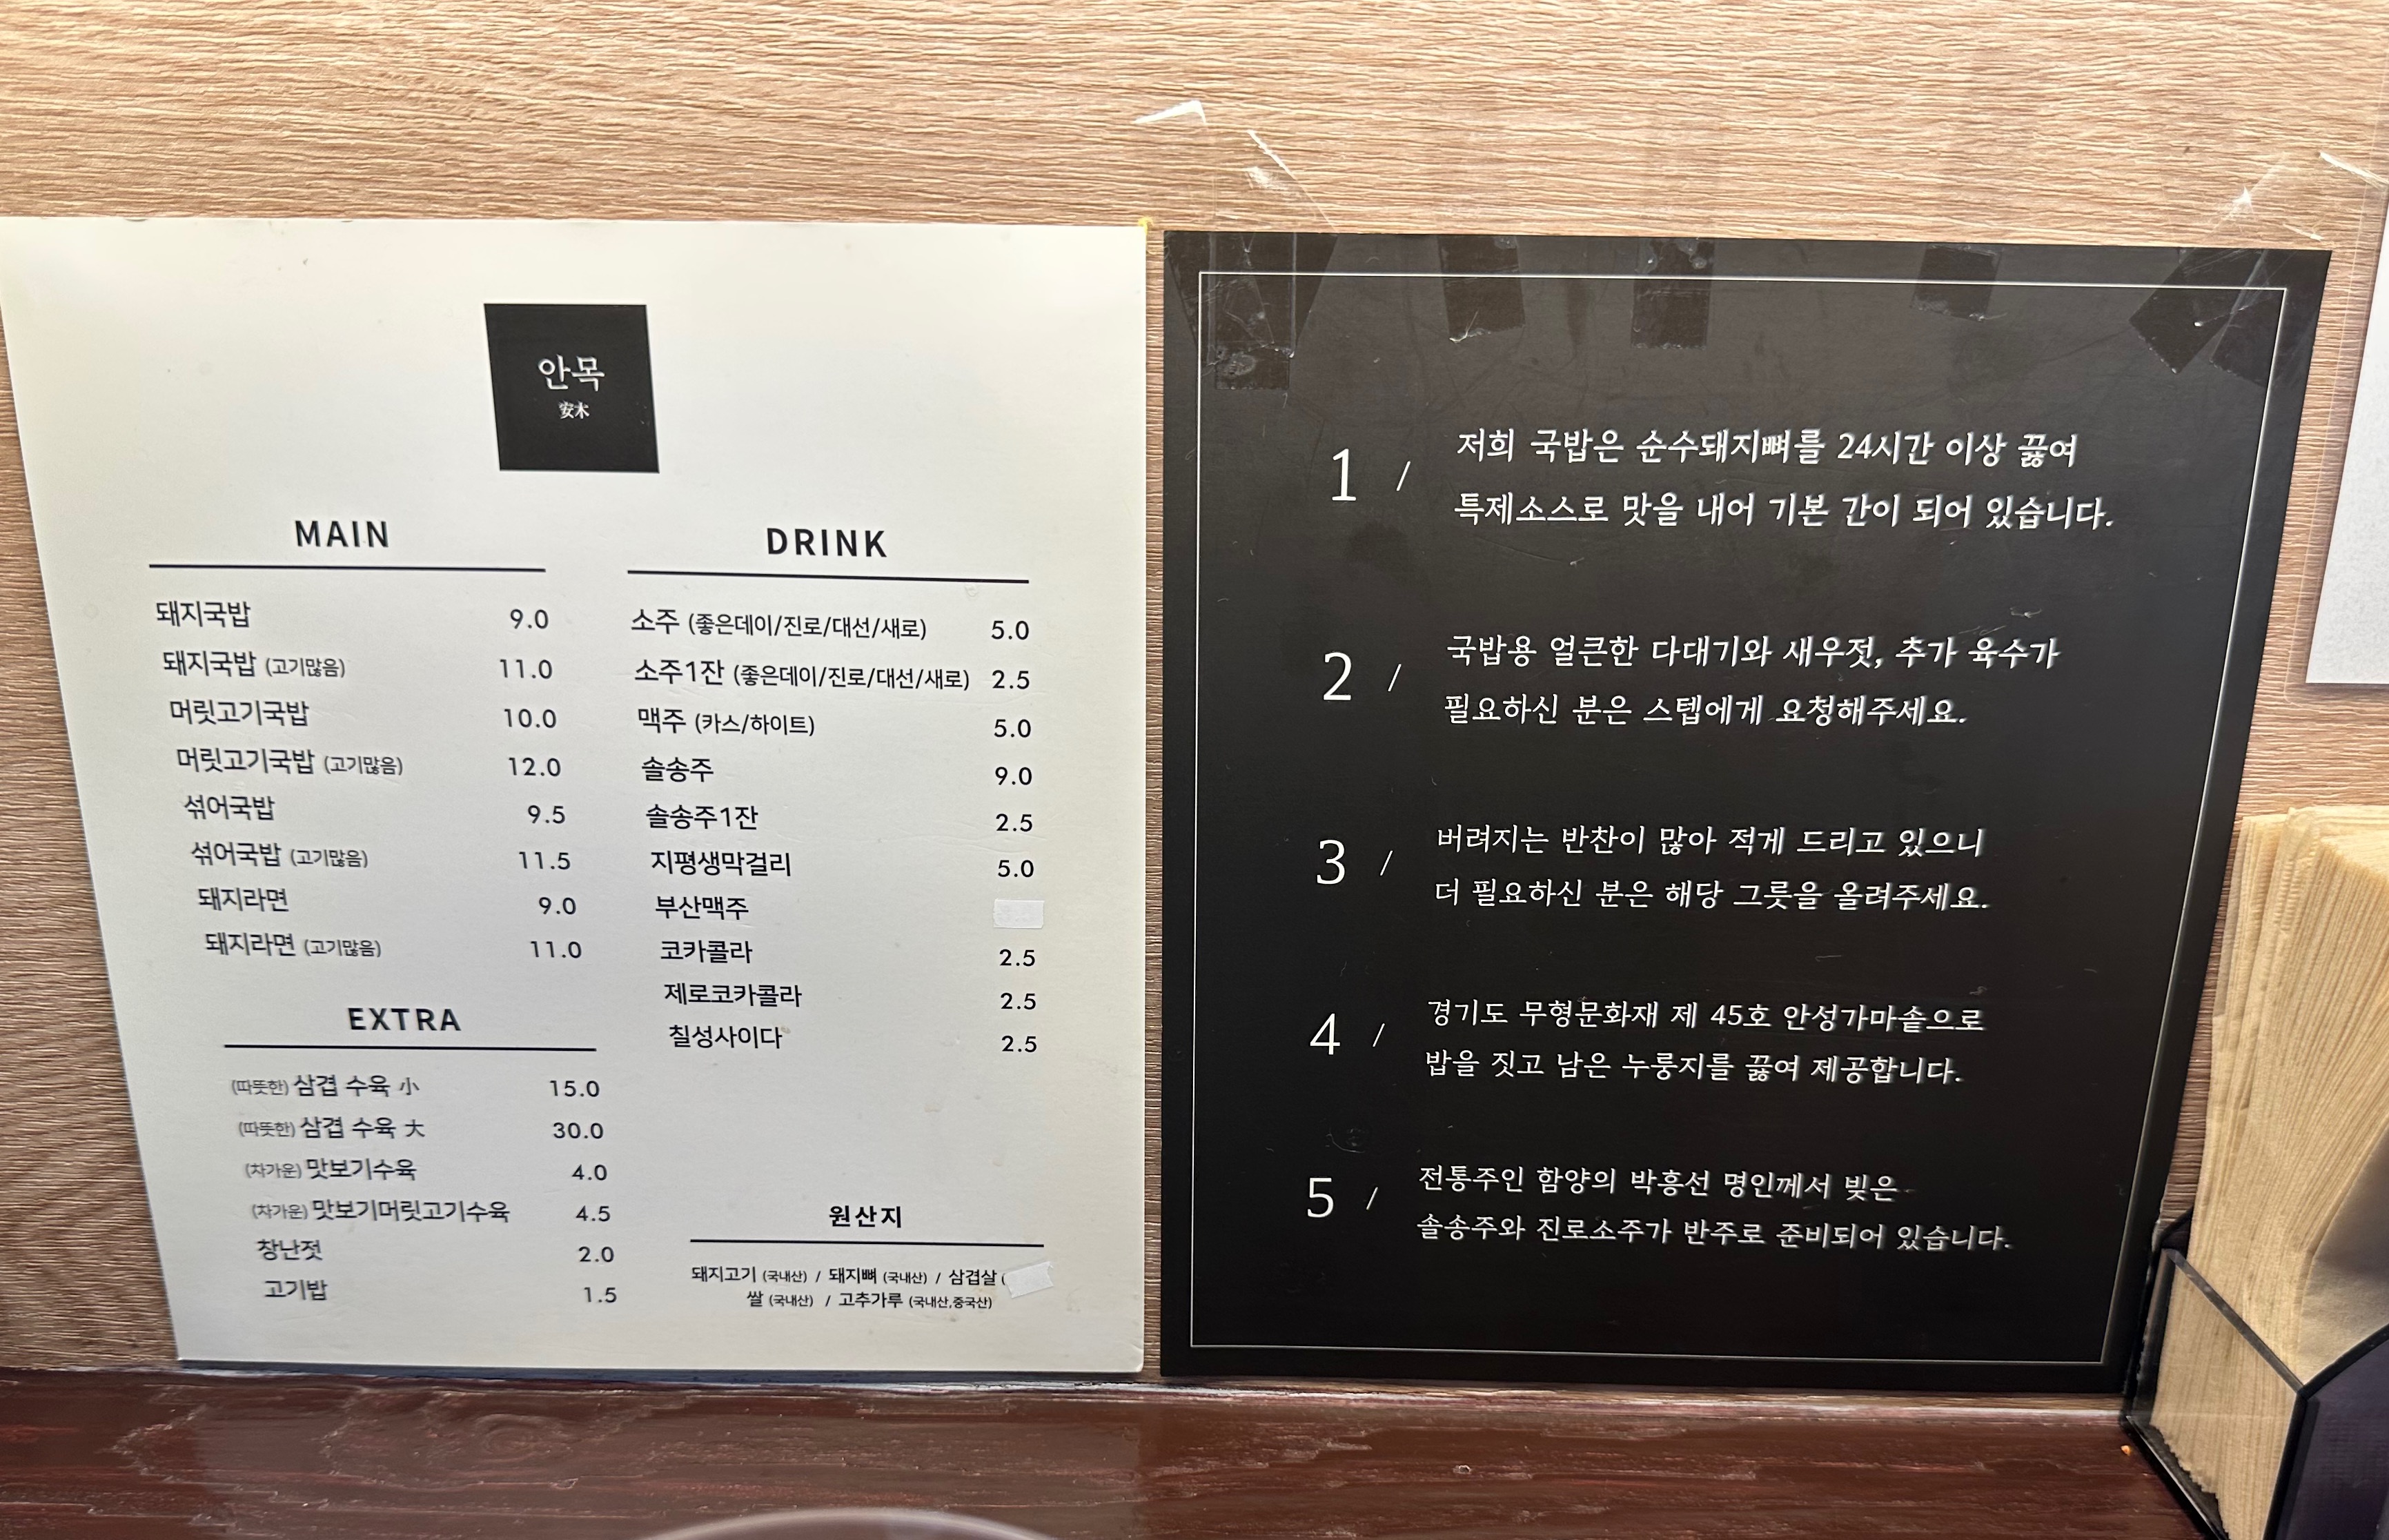 안목
安木
MAIN
돼지국밥 9.0
돼지국밥 (고기많음) 11.0
머릿고기국밥 10.0
머릿고기국밥 (고기많음) 12.0
섞어국밥 9.5
섞어국밥 (고기많음) 11.5
돼지라면 9.0
돼지라면 (고기많음) 11.0
EXTRA
(따뜻한) 삼겹 수육 小 15.0
(따뜻한) 삼겹 수육 大 30.0
(차가운) 맛보기수육 4.0
(차가운) 맛보기머릿고기수육 4.5
창난젓 2.0
고기밥 1.5
DRINK
소주 (좋은데이/진로/대선/새로) 5.0
소주1잔 (좋은데이/진로/대선/새로) 2.5
맥주 (카스/하이트) 5.0
솔송주 9.0
솔송주1잔 2.5
지평생막걸리 5.0
부산맥주
코카콜라 2.5
제로코카콜라 2.5
칠성사이다 2.5
원산지
돼지고기 (국내산) / 돼지뼈 (국내산) / 삼겹살 (
쌀 (국내산) / 고추가루 (국내산,중국산)
1 / 저희 국밥은 순수돼지뼈를 24시간 이상 끓여
특제소스로 맛을 내어 기본 간이 되어 있습니다.
2 / 국밥용 얼큰한 다대기와 새우젓, 추가 육수가
필요하신 분은 스텝에게 요청해주세요.
3 / 버려지는 반찬이 많아 적게 드리고 있으니
더 필요하신 분은 해당 그릇을 올려주세요.
4 / 경기도 무형문화재 제 45호 안성가마솥으로
밥을 짓고 남은 누룽지를 끓여 제공합니다.
5 / 전통주인 함양의 박흥선 명인께서 빚은
솔송주와 진로소주가 반주로 준비되어 있습니다.